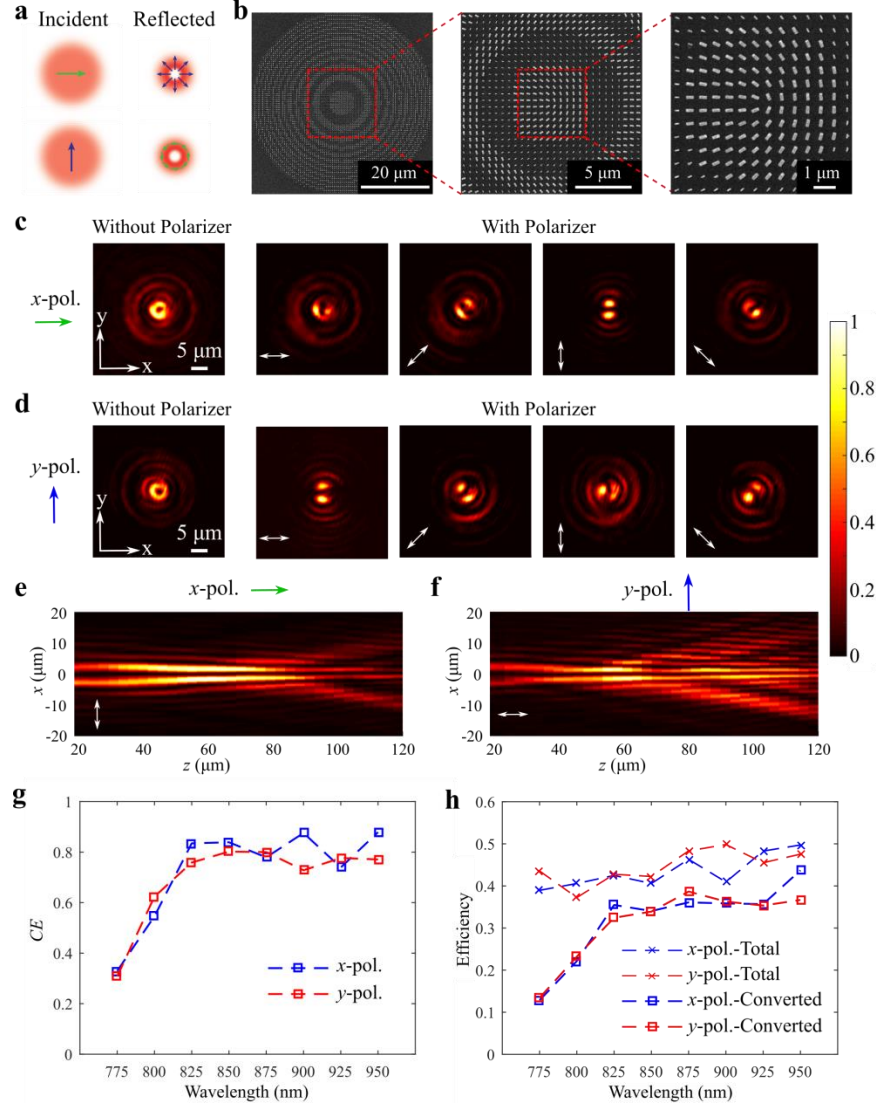 a
Incident
Reflected
b
20 μm
5 μm
1 μm
c
Without Polarizer
With Polarizer
x-pol.
y
x
5 μm
d
Without Polarizer
With Polarizer
y-pol.
y
x
5 μm
1
0.8
0.6
0.4
0.2
0
e
x-pol.
20
10
0
-10
-20
x (μm)
20 40 60 80 100 120
z (μm)
f
y-pol.
20
10
0
-10
-20
x (μm)
20 40 60 80 100 120
z (μm)
g
1
0.8
0.6
0.4
0.2
0
CE
x-pol.
y-pol.
775 800 825 850 875 900 925 950
Wavelength (nm)
h
0.6
0.5
0.4
0.3
0.2
0.1
0
Efficiency
x-pol.-Total
y-pol.-Total
x-pol.-Converted
y-pol.-Converted
775 800 825 850 875 900 925 950
Wavelength (nm)